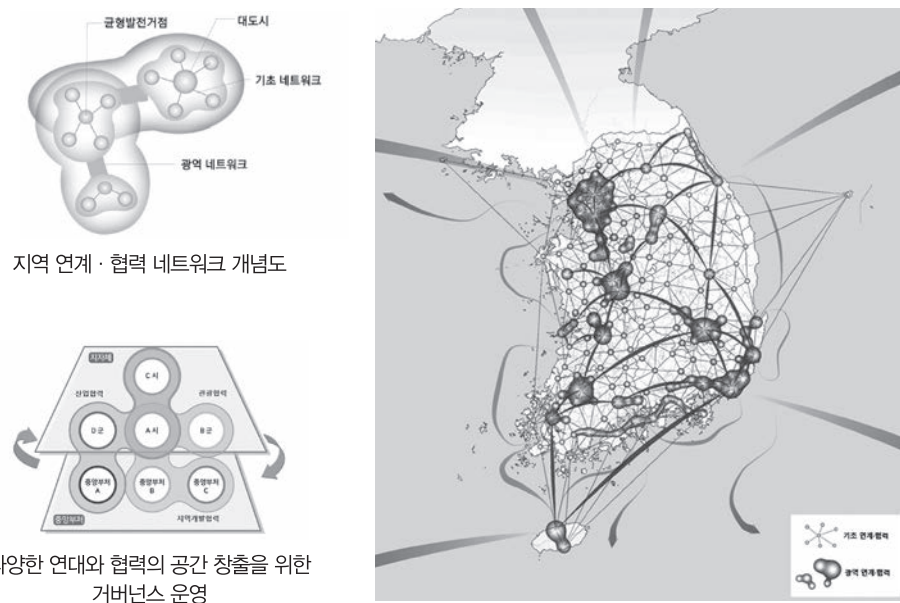 균형발전거점
대도시
기초 네트워크
광역 네트워크
지역 연계 · 협력 네트워크 개념도
지자체
C시
산업협력
관광협력
D군
A시
B군
중앙부처
A
중앙부처
B
중앙부처
C
중앙부처
지역개발협력
양한 연대와 협력의 공간 창출을 위한
거버넌스 운영
기초 연계·협력
광역 연계·협력